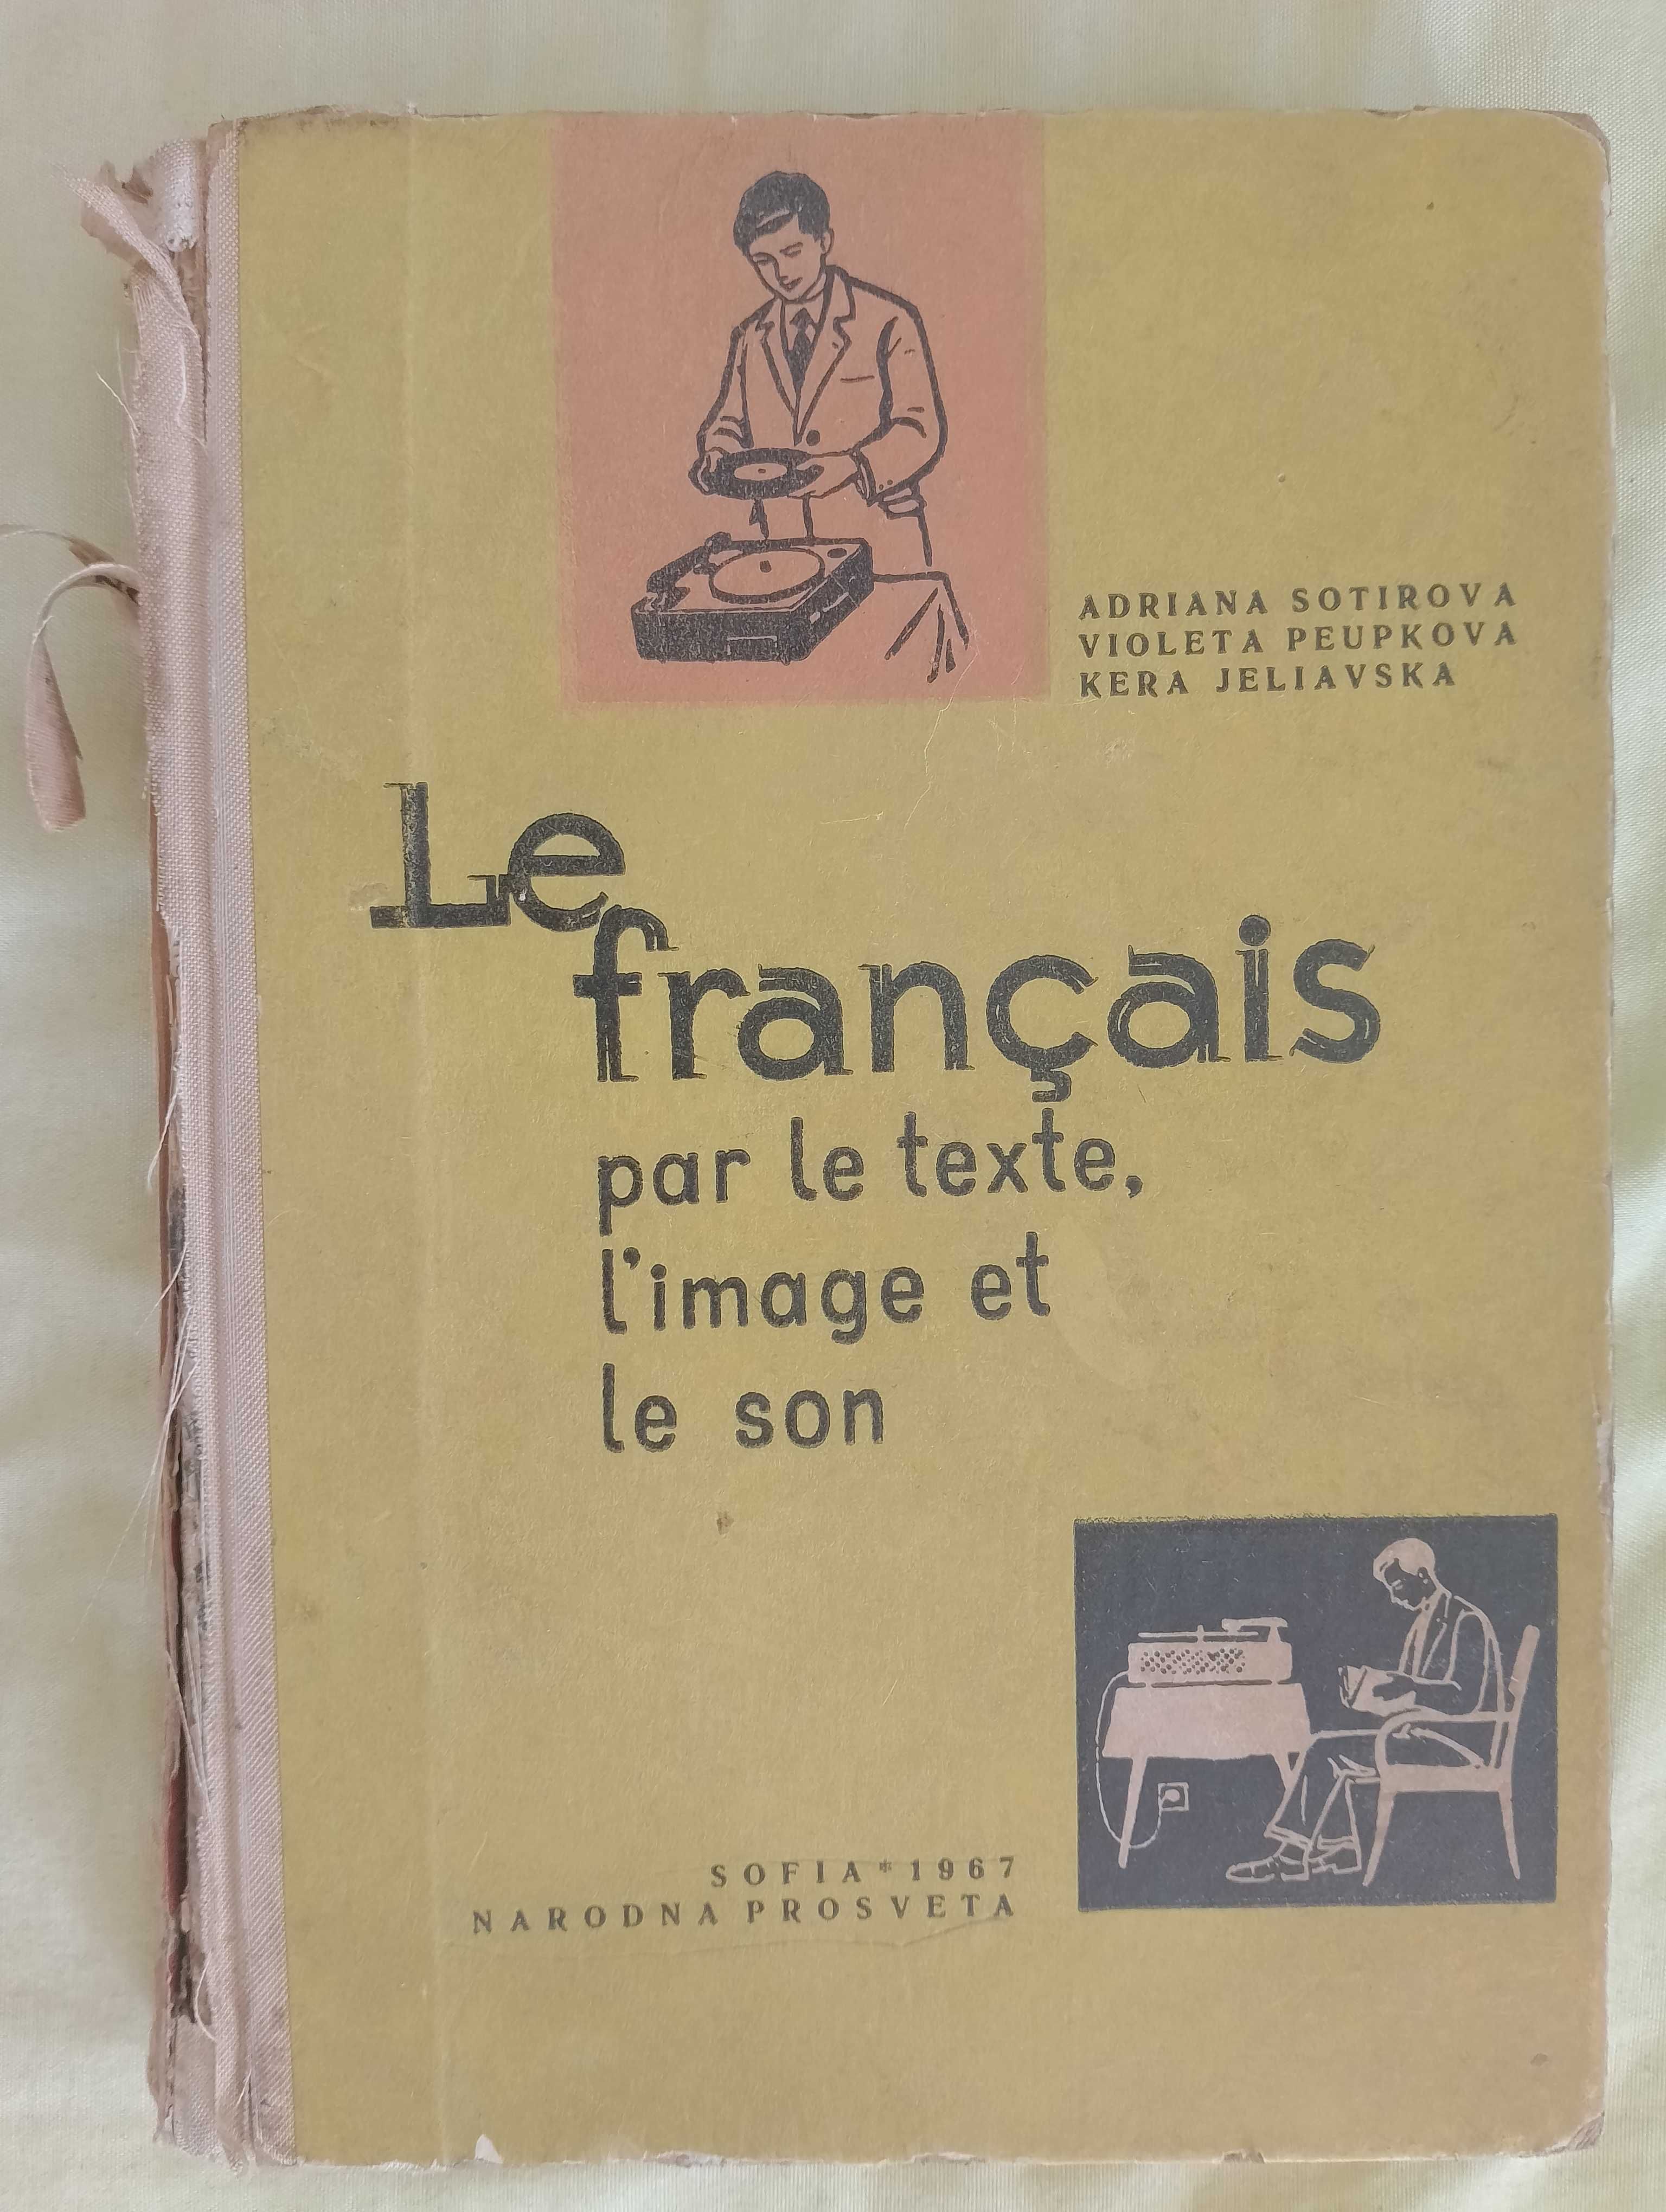 ADRIANA SOTIROVA
VIOLETA PEUPKOVA
KERA JELIAVSKA
Le
français
par le texte,
l'image et
le son
SOFIA * 1967
NARODNA PROSVETA